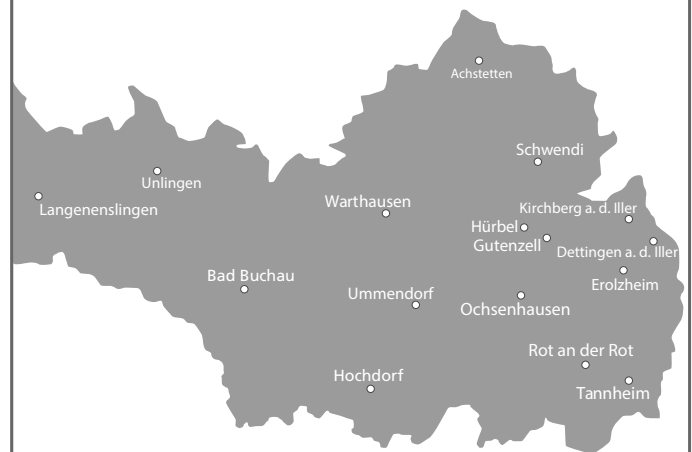 Achstetten
Schwendi
Unlingen
Langenenslingen
Warthausen
Kirchberg a. d. Iller
Hürbel
Gutenzell
Dettingen a. d. Iller
Bad Buchau
Erolzheim
Ummendorf
Ochsenhausen
Rot an der Rot
Hochdorf
Tannheim